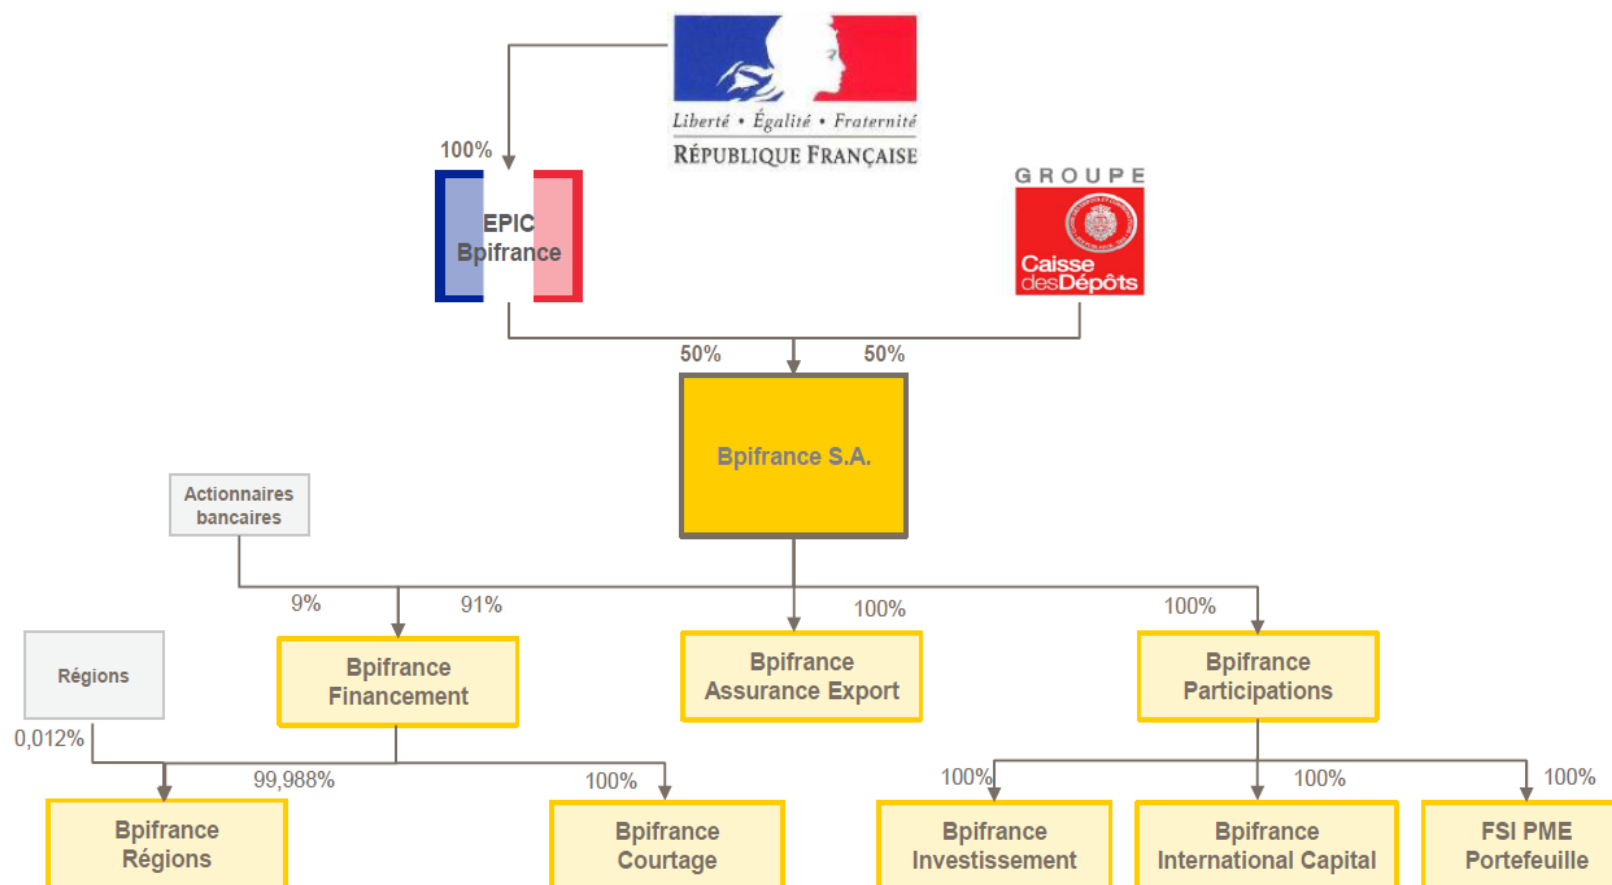 Liberté • Égalité • Fraternité
RÉPUBLIQUE FRANÇAISE
100%
EPIC
Bpifrance
GROUPE
Caisse
desDépôts
50%
50%
Bpifrance S.A.
Actionnaires
bancaires
9%
91%
100%
100%
Régions
Bpifrance
Financement
Bpifrance
Assurance Export
Bpifrance
Participations
0,012%
99,988%
100%
100%
100%
100%
Bpifrance
Régions
Bpifrance
Courtage
Bpifrance
Investissement
Bpifrance
International Capital
FSI PME
Portefeuille